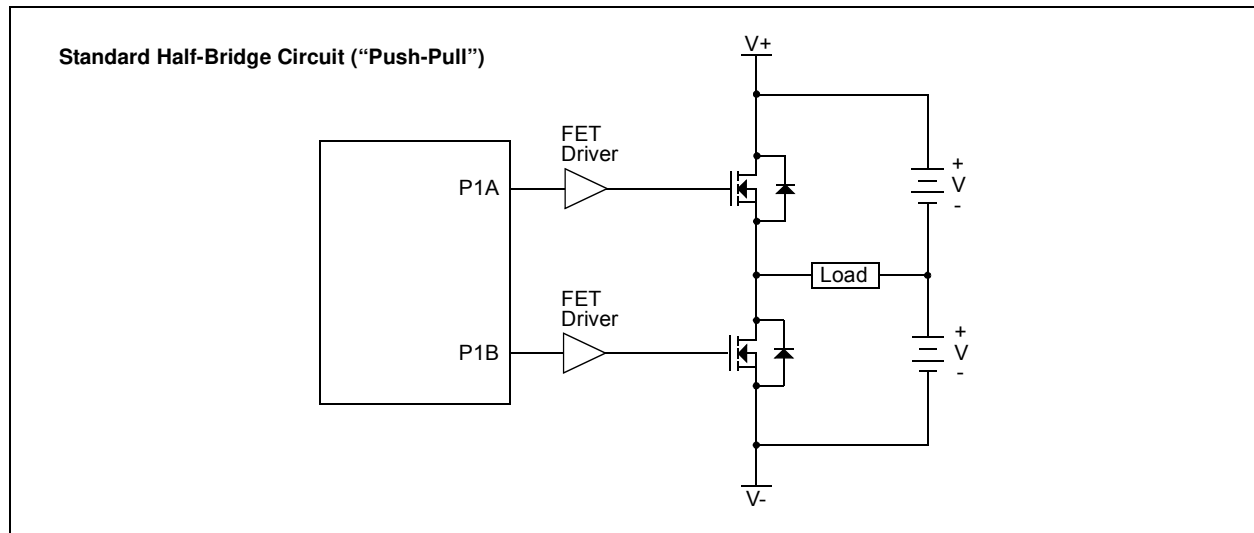 Standard Half-Bridge Circuit (“Push-Pull”)
V+
FET
Driver
P1A
+
V
-
Load
FET
Driver
P1B
+
V
-
V-